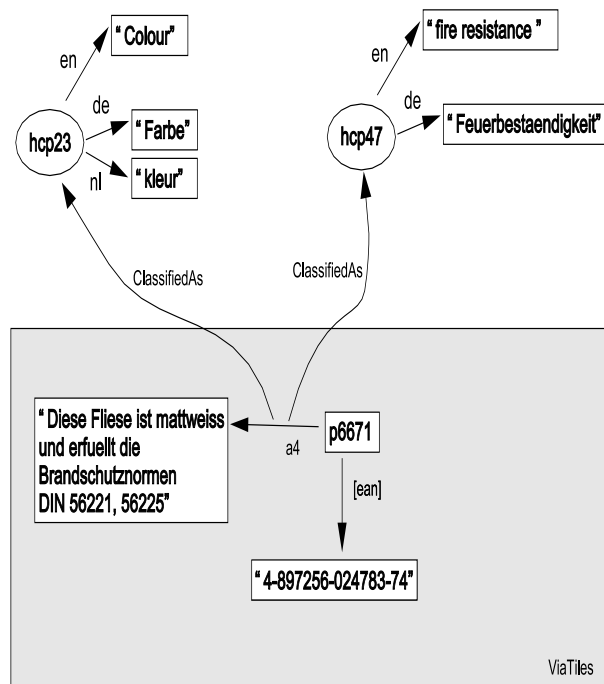 “ Colour”
“ fire resistance ”
en
en
de
de
hcp23
“ Farbe”
hcp47
“ Feuerbestaendigkeit”
nl
“ kleur”
ClassifiedAs
ClassifiedAs
“ Diese Fliese ist mattweiss
und erfuellt die
Brandschutznormen
DIN 56221, 56225”
p6671
a4
[ean]
“ 4-897256-024783-74”
ViaTiles